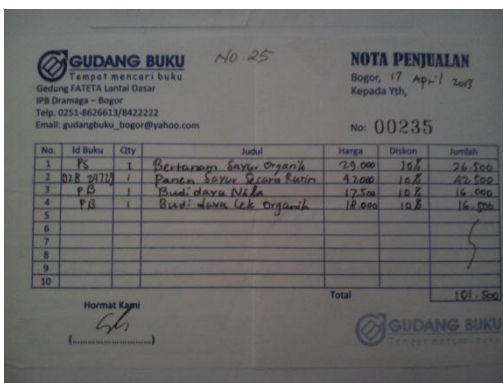 GUDANG BUKU
Tempat mencari buku
Gedung FATETA Lantai Dasar
IPB Dramaga – Bogor
Telp. 0251-8626613/8422222
Email: gudangbuku_bogor@yahoo.com
NO. 25
NOTA PENJUALAN
Bogor, 17 April 2013
Kepada Yth,
No: 00235
No. Id Buku Qty Judul Harga Diskon Jumlah
1 PS 1 Bertanam Sayur Organik 29.000 10% 26.500
2 1 Panen Sayur Secara Rutin 47.000 10% 42.500
3 PB 1 Budidaya Nila 17.500 10% 16.000
4 PB 1 Budi daya Organik 18.000 10% 16.500
5
6
7
8
9
10
Total 101.500
Hormat Kami
(....................)
GUDANG BUKU
Tempat mencari buku